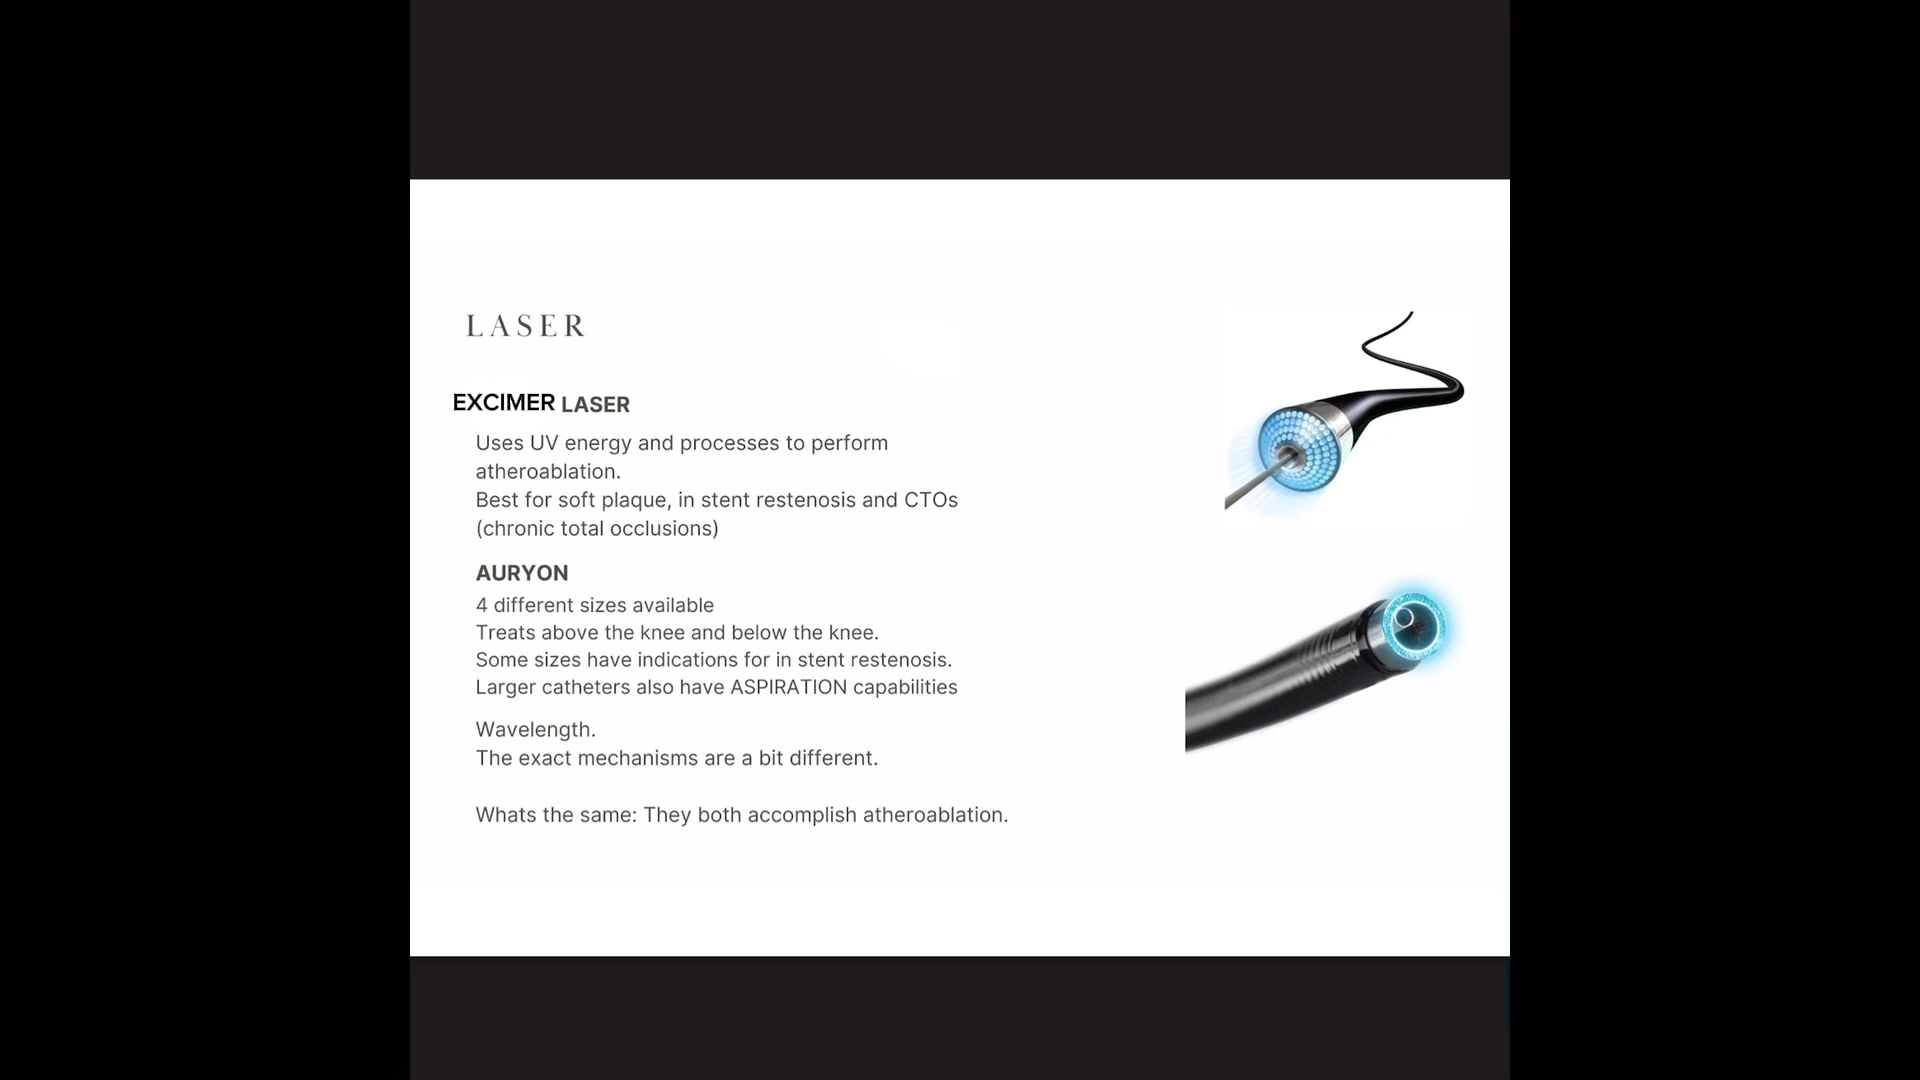 LASER
EXCIMER LASER
Uses UV energy and processes to perform
atheroablation.
Best for soft plaque, in stent restenosis and CTOs
(chronic total occlusions)
AURYON
4 different sizes available
Treats above the knee and below the knee.
Some sizes have indications for in stent restenosis.
Larger catheters also have ASPIRATION capabilities
Wavelength.
The exact mechanisms are a bit different.
Whats the same: They both accomplish atheroablation.